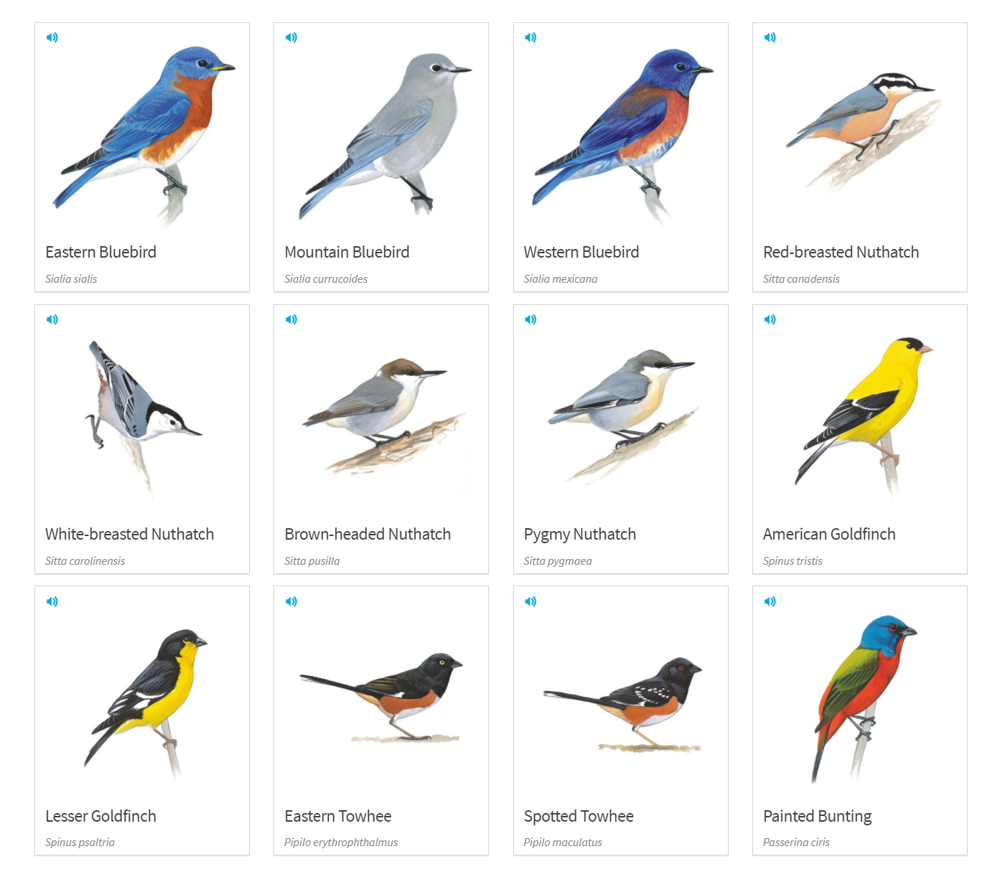 Eastern Bluebird
Sialia sialis
Mountain Bluebird
Sialia currucoides
Western Bluebird
Sialia mexicana
Red-breasted Nuthatch
Sitta canadensis
White-breasted Nuthatch
Sitta carolinensis
Brown-headed Nuthatch
Sitta pusilla
Pygmy Nuthatch
Sitta pygmaea
American Goldfinch
Spinus tristis
Lesser Goldfinch
Spinus psaltria
Eastern Towhee
Pipilo erythrophthalmus
Spotted Towhee
Pipilo maculatus
Painted Bunting
Passerina ciris